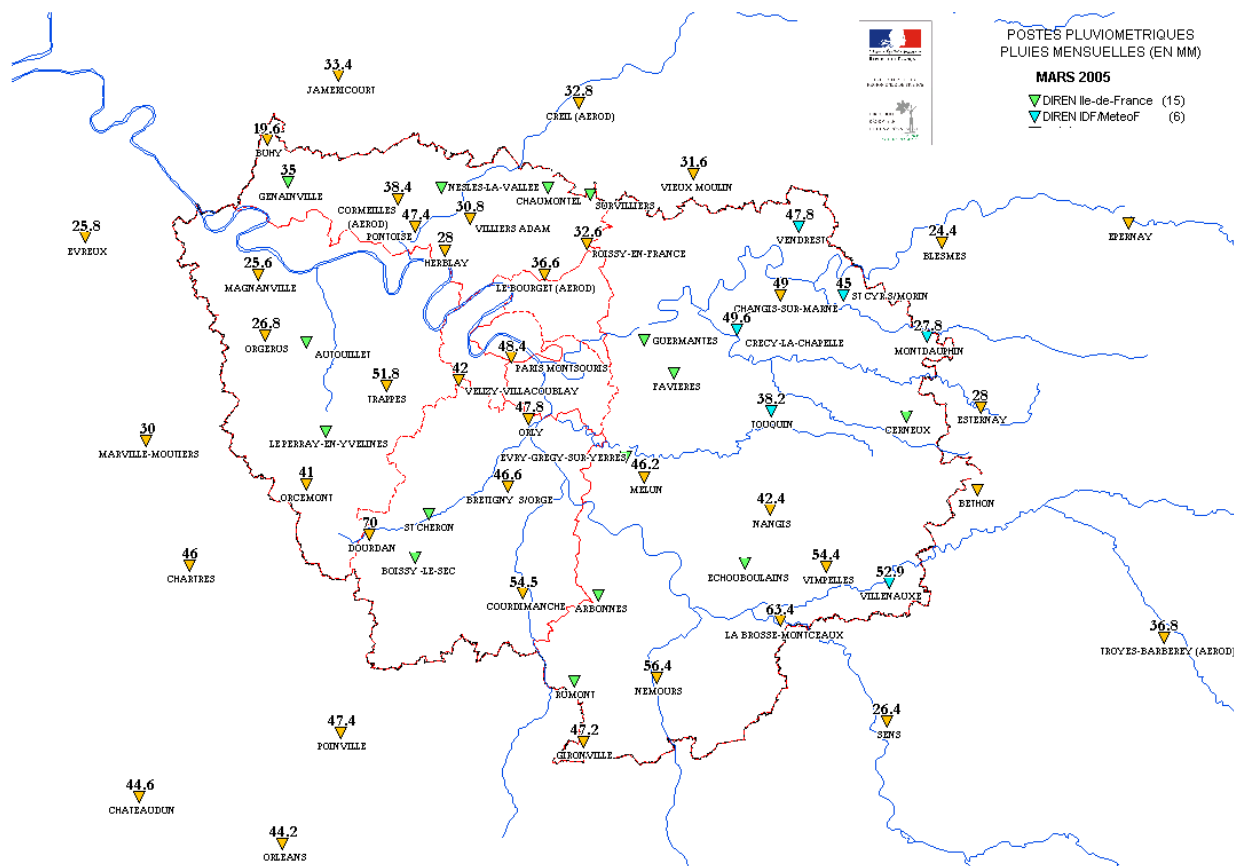 POSTES PLUVIOMETRIQUES
PLUIES MENSUELLES (EN MM)
MARS 2005
DIREN Ile-de-France (15)
DIREN IDF/MeteoF (6)
33.4
JAMERICOURT
32.8
CREIL (AEROD)
19.6
BUHY
35
GENAINVILLE
38.4
CORMEILLES
(AEROD)
NESLES-LA-VALLEE
CHAUMONTEL
SURVILLIERS
31.6
VIEUX MOULIN
47.4
PONTOISE
30.8
VILLIERS ADAM
47.8
VENDREST
EPERNAY
25.8
EVREUX
28
HERBLAY
32.6
ROISSY-EN-FRANCE
24.4
BLESMES
25.6
MAGNANVILLE
36.6
LE BOURGET (AEROD)
49
CHANGIS-SUR-MARNE
45
ST CYR S/MORIN
26.8
ORGERUS
AUTOUILLET
48.4
PARIS MONTSOURIS
GUERMANTES
49.6
CRECY-LA-CHAPELLE
27.8
MONTDAUPHIN
51.8
TRAPPES
42
VELIZY-VILLACOUBLAY
FAVIERES
38.2
TOUQUIN
28
ESTERNAY
CERNEUX
47.8
ORLY
30
MARVILLE-MOUTIERS
LE PERRAY-EN-YVELINES
EVRY-GREGY-SUR-YERRES
46.2
MELUN
41
ORCEMONT
46.6
BRETIGNY S/ORGE
BETHON
42.4
NANGIS
ST CHERON
70
DOURDAN
BOISSY -LE-SEC
46
CHARTRES
ECHOUBOULAINS
54.4
VIMPELLES
52.9
VILLENAUXE
54.5
COURDIMANCHE
ARBONNES
63.4
LA BROSSE-MONTCEAUX
36.8
TROYES-BARBEREY (AEROD)
RUMONT
56.4
NEMOURS
26.4
SENS
47.4
POINVILLE
47.2
GIRONVILLE
44.6
CHATEAUDUN
44.2
ORLEANS